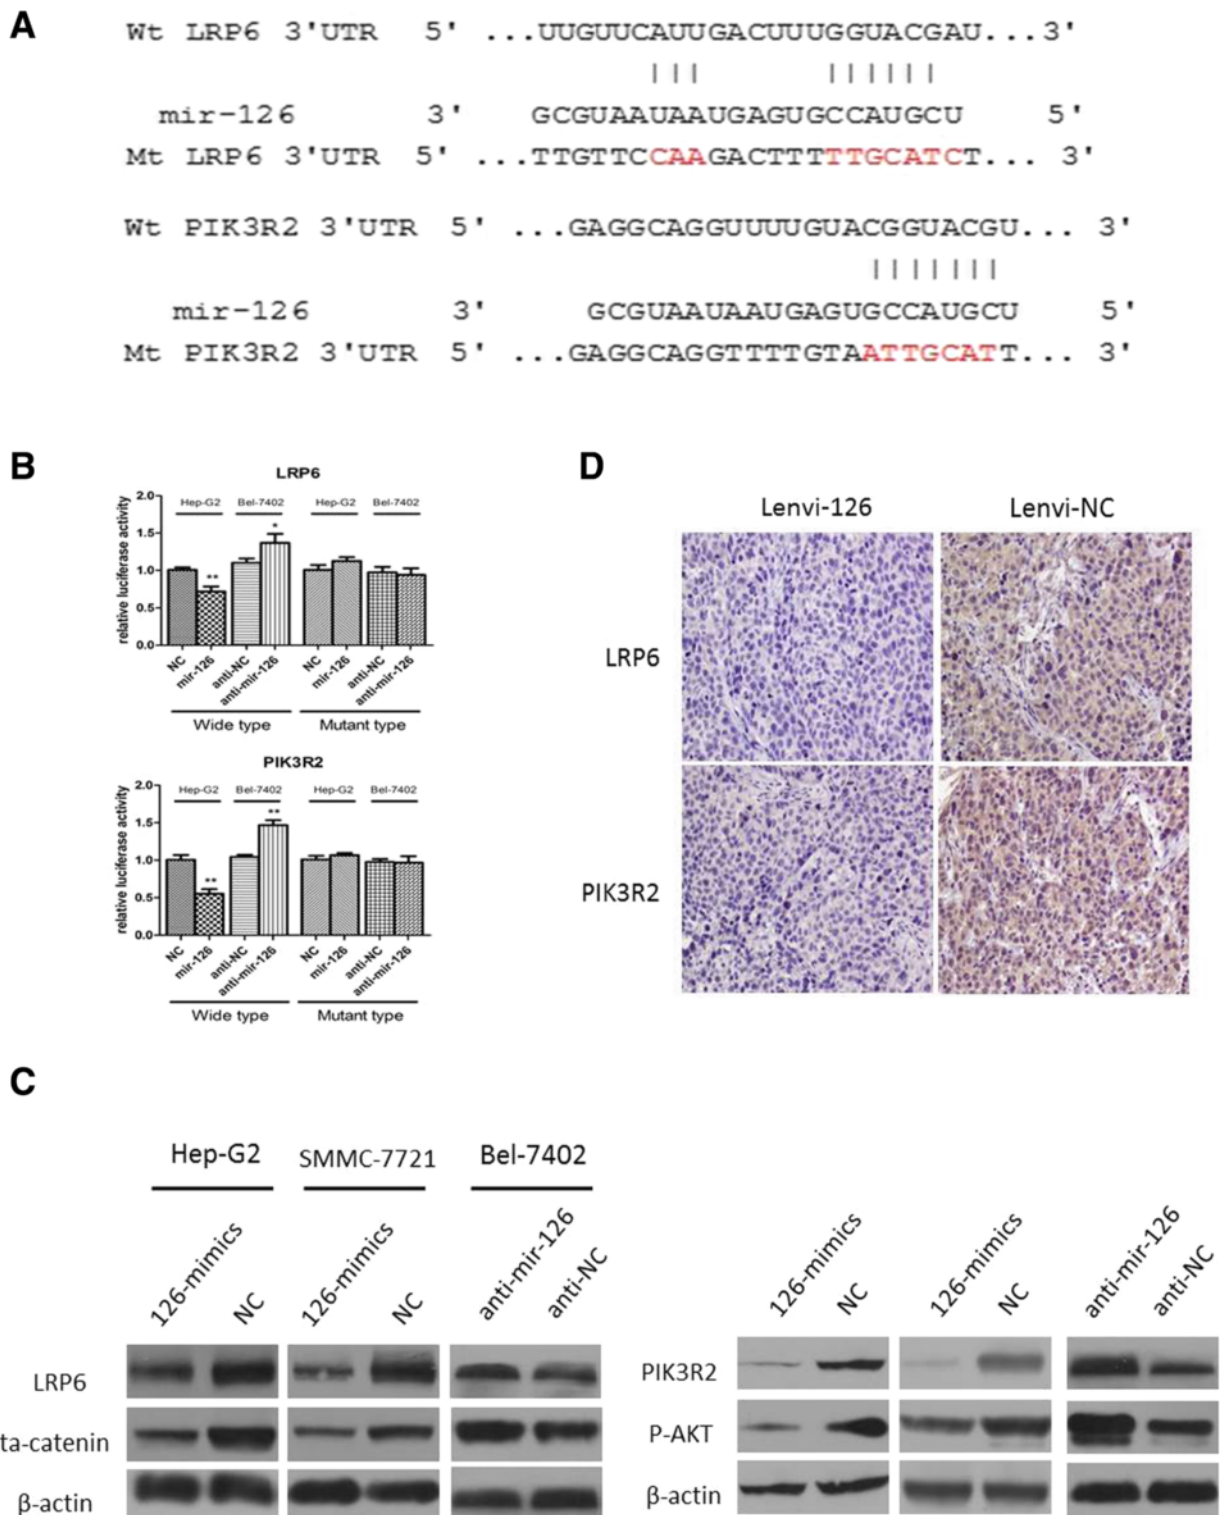 A
Wt LRP6 3'UTR 5' ...UUGUUCAUUGACUUUGGUACGAU...3'
mir-126 3' GCGUAAUAAUGAGUGCCAUGCU 5'
Mt LRP6 3'UTR 5' ...TTGTTCCAAGACTTTTTGCATCT... 3'
Wt PIK3R2 3'UTR 5' ...GAGGCAGGUUUUGUACGGUACGU... 3'
mir-126 3' GCGUAAUAAUGAGUGCCAUGCU 5'
Mt PIK3R2 3'UTR 5' ...GAGGCAGGTTTTGTAATTGCATT... 3'
B
LRP6
relative luciferase activity
2.0
1.5
1.0
0.5
0.0
Hep-G2 Bel-7402 Hep-G2 Bel-7402
** *
NC mir-126 anti-NC anti-mir-126 NC mir-126 anti-NC anti-mir-126
Wide type Mutant type
PIK3R2
relative luciferase activity
2.0
1.5
1.0
0.5
0.0
Hep-G2 Bel-7402 Hep-G2 Bel-7402
** **
NC mir-126 anti-NC anti-mir-126 NC mir-126 anti-NC anti-mir-126
Wide type Mutant type
D
Lenvi-126 Lenvi-NC
LRP6
PIK3R2
C
Hep-G2 SMMC-7721 Bel-7402
126-mimics NC 126-mimics NC anti-mir-126 anti-NC
LRP6
ta-catenin
β-actin
126-mimics NC 126-mimics NC anti-mir-126 anti-NC
PIK3R2
P-AKT
β-actin